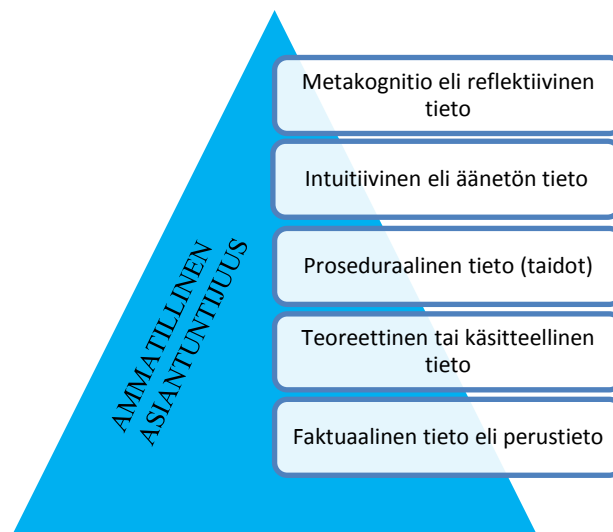 Metakognitio eli reflektiivinen
tieto
Intuitiivinen eli äänetön tieto
Proseduraalinen tieto (taidot)
Teoreettinen tai käsitteellinen
tieto
Faktuaalinen tieto eli perustieto
AMMATILLINEN
ASIANTUNTIJUUS